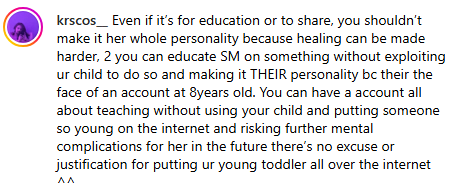 krscos__ Even if it's for education or to share, you shouldn't
make it her whole personality because healing can be made
harder, 2 you can educate SM on something without exploiting
ur child to do so and making it THEIR personality bc their the
face of an account at 8years old. You can have a account all
about teaching without using your child and putting someone
so young on the internet and risking further mental
complications for her in the future there's no excuse or
justification for putting ur young toddler all over the internet
^^